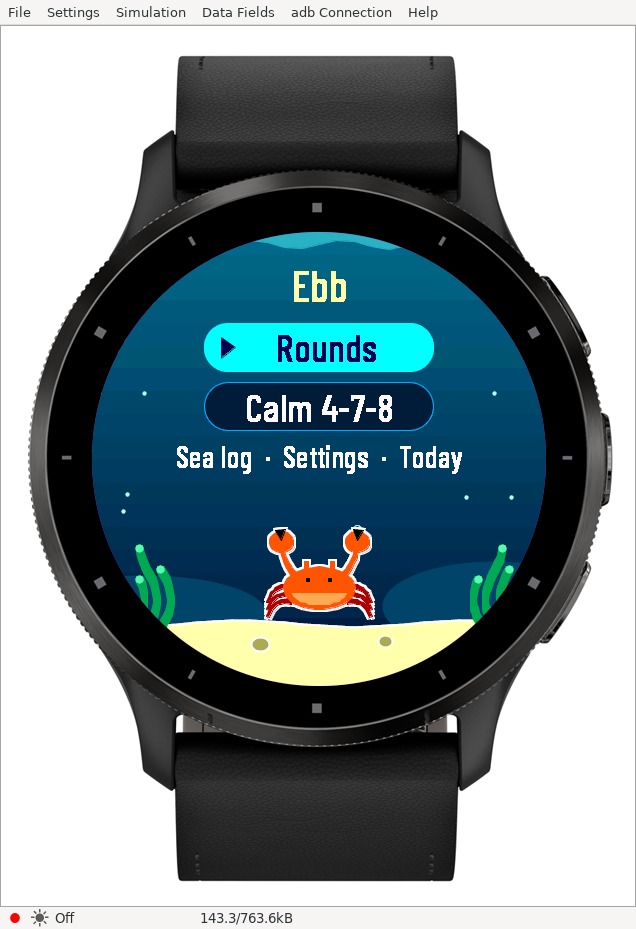 File Settings Simulation Data Fields adb Connection Help
Ebb
Rounds
Calm 4-7-8
Sea log · Settings · Today
Off 143.3/763.6kB